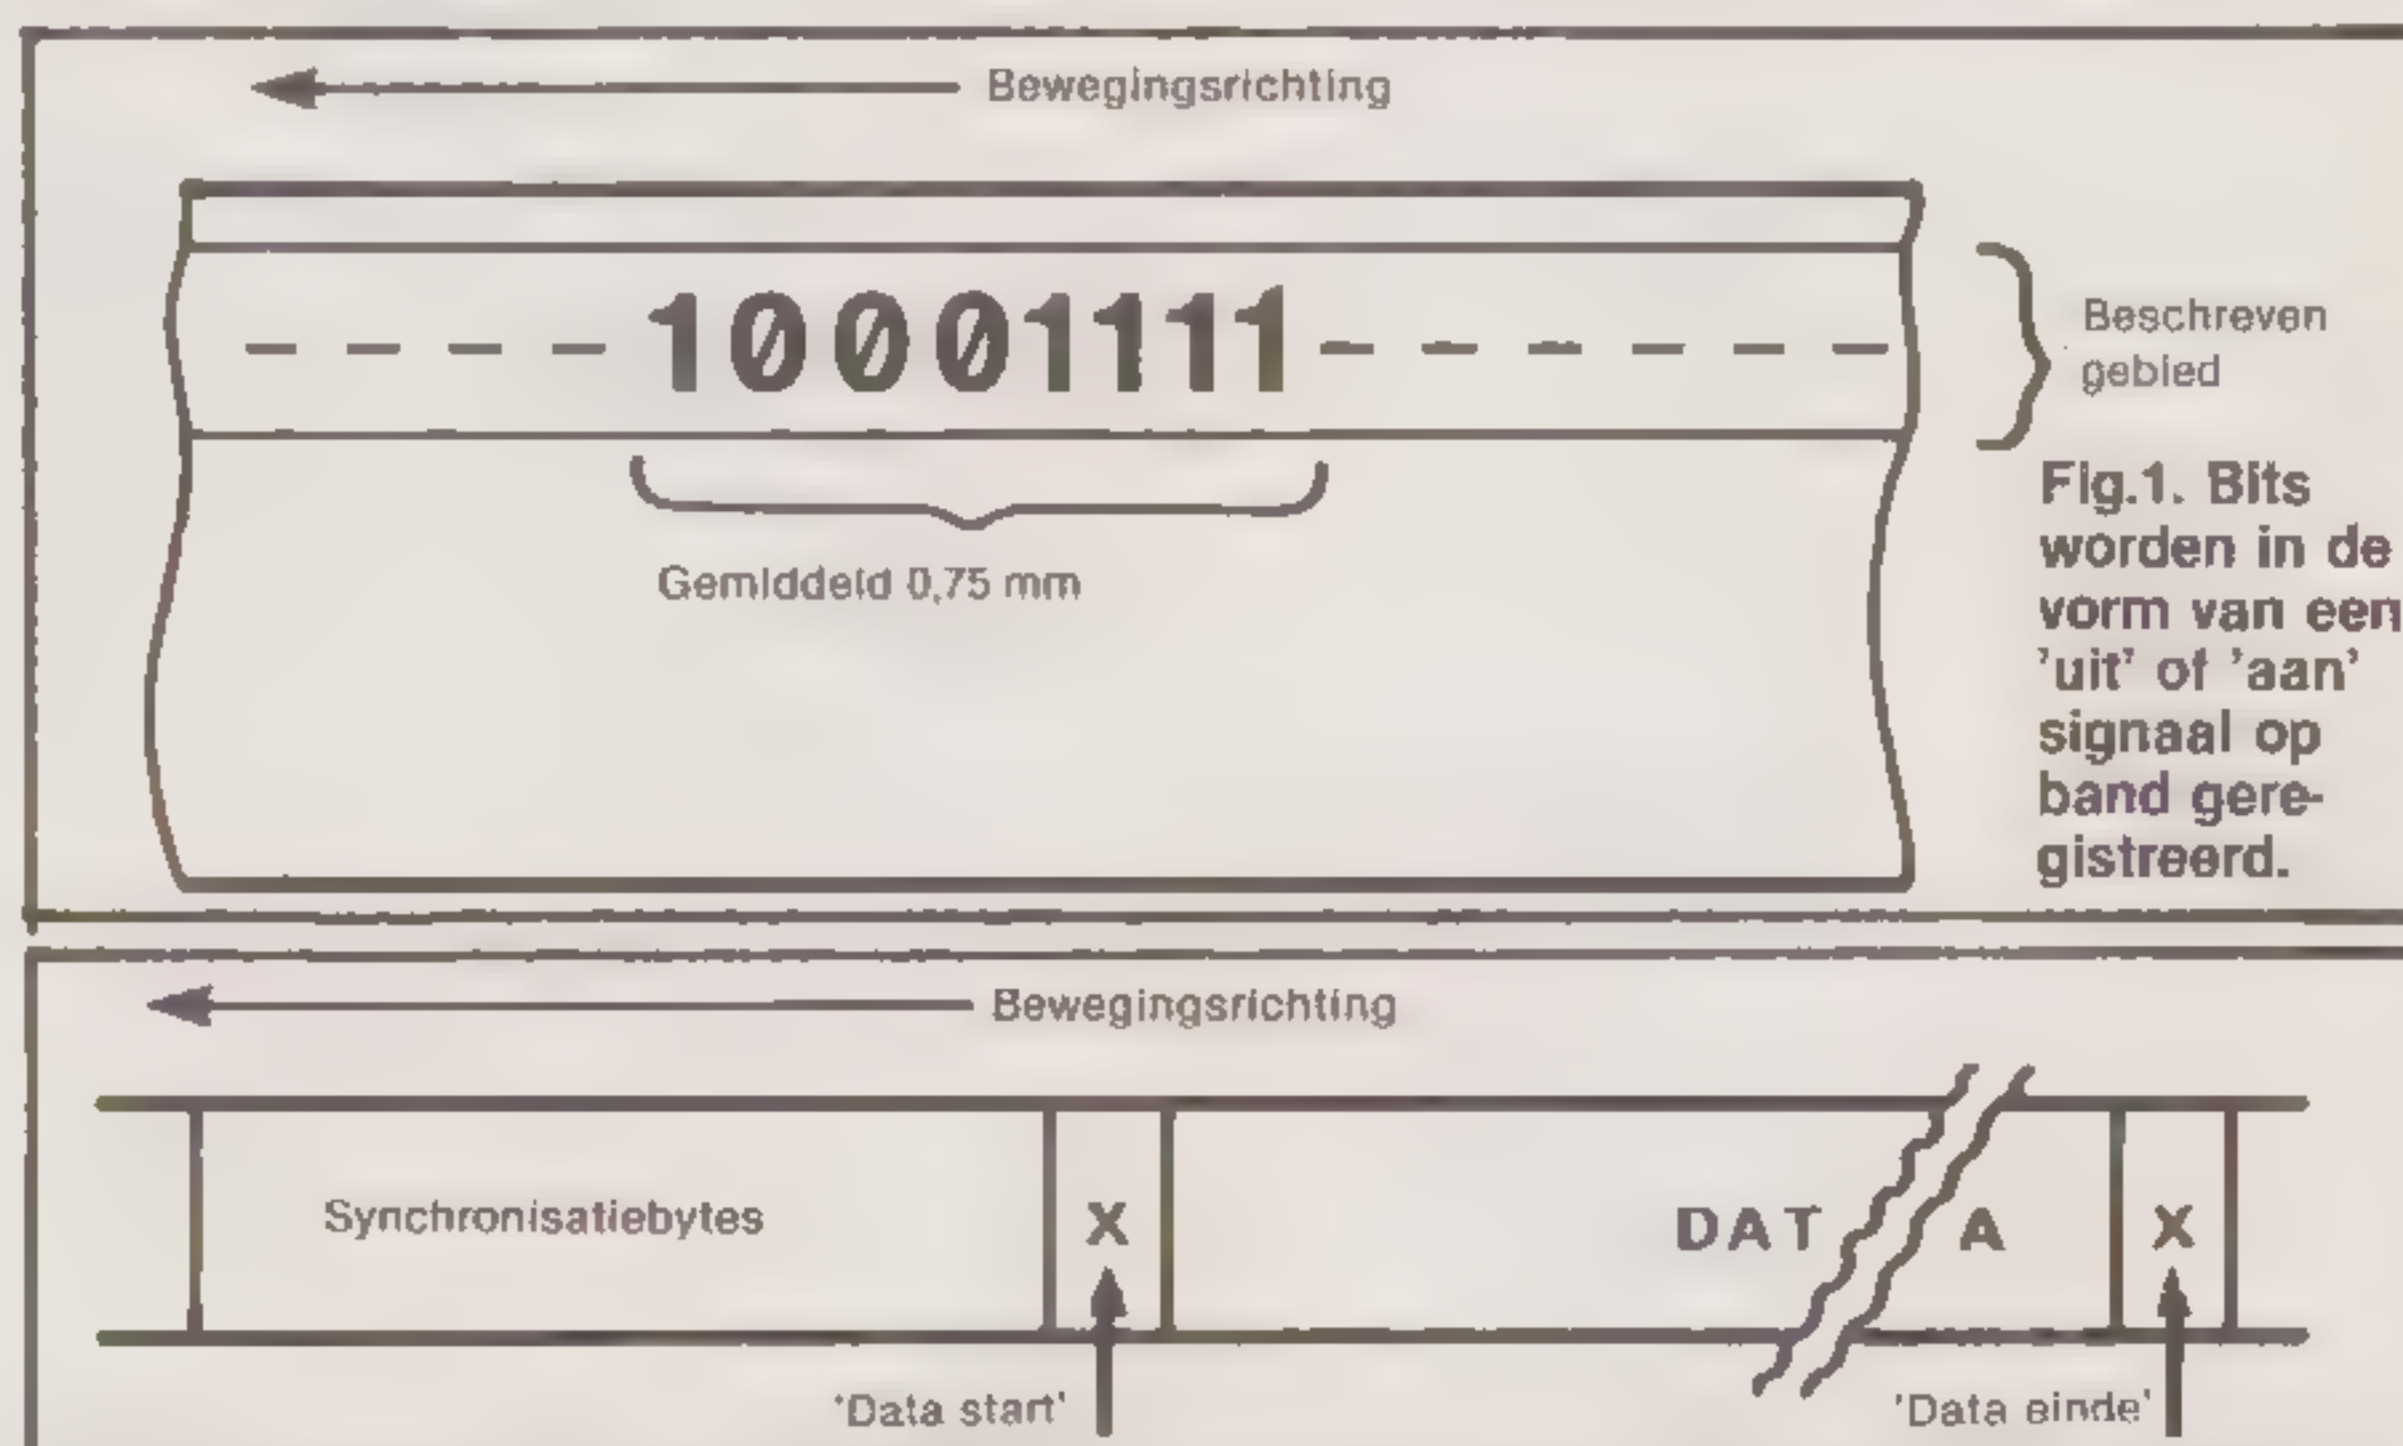 Bewegingsrichting
10001111
Beschreven
gebied
Gemiddeld 0,75 mm
Fig.1. Bits
worden in de
vorm van een
'uit' of 'aan'
signaal op
band gere-
gistreerd.
Bewegingsrichting
Synchronisatiebytes
X
DATA
X
'Data start'
'Data einde'